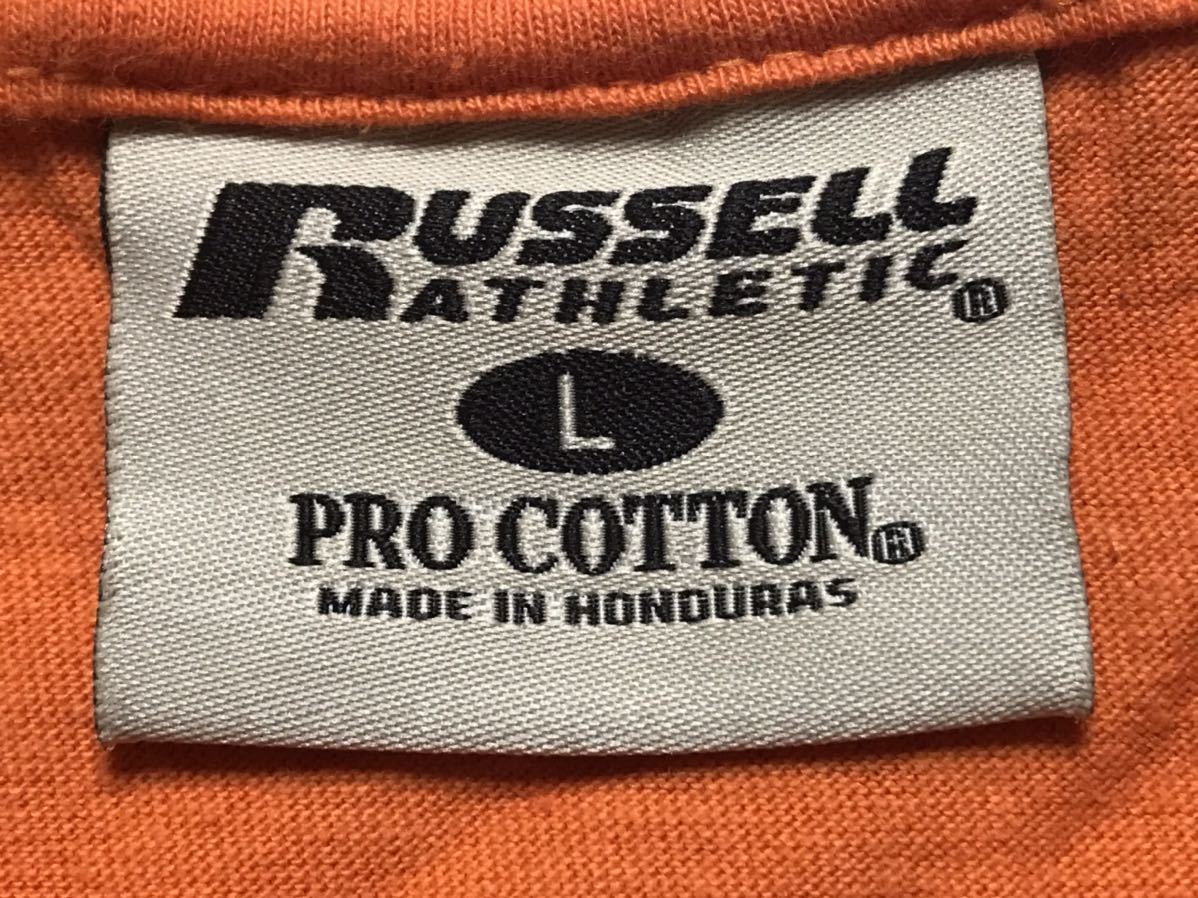 RUSSELL
ATHLETIC®
L
PRO COTTON®
MADE IN HONDURAS